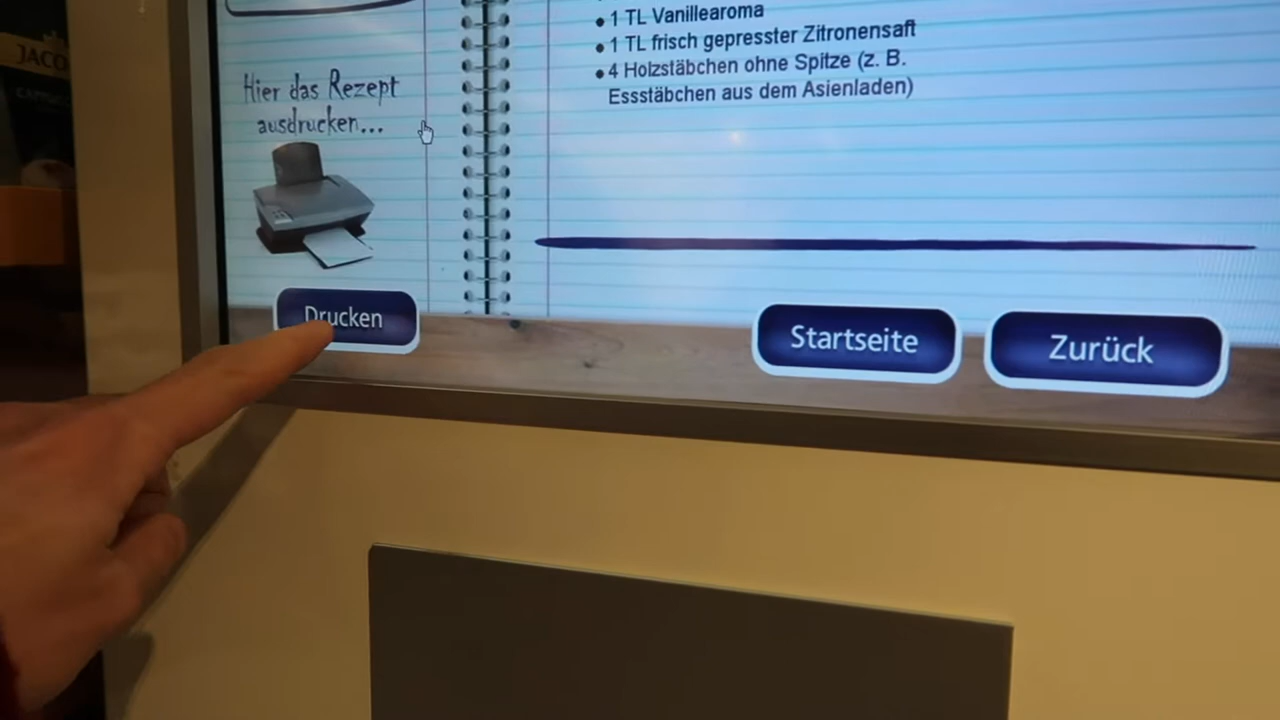 JACO
1 TL Vanillearoma
1 TL frisch gepresster Zitronensaft
4 Holzstäbchen ohne Spitze (z. B.
Essstäbchen aus dem Asienladen)
Hier das Rezept
ausdrucken...
Drucken
Startseite
Zurück